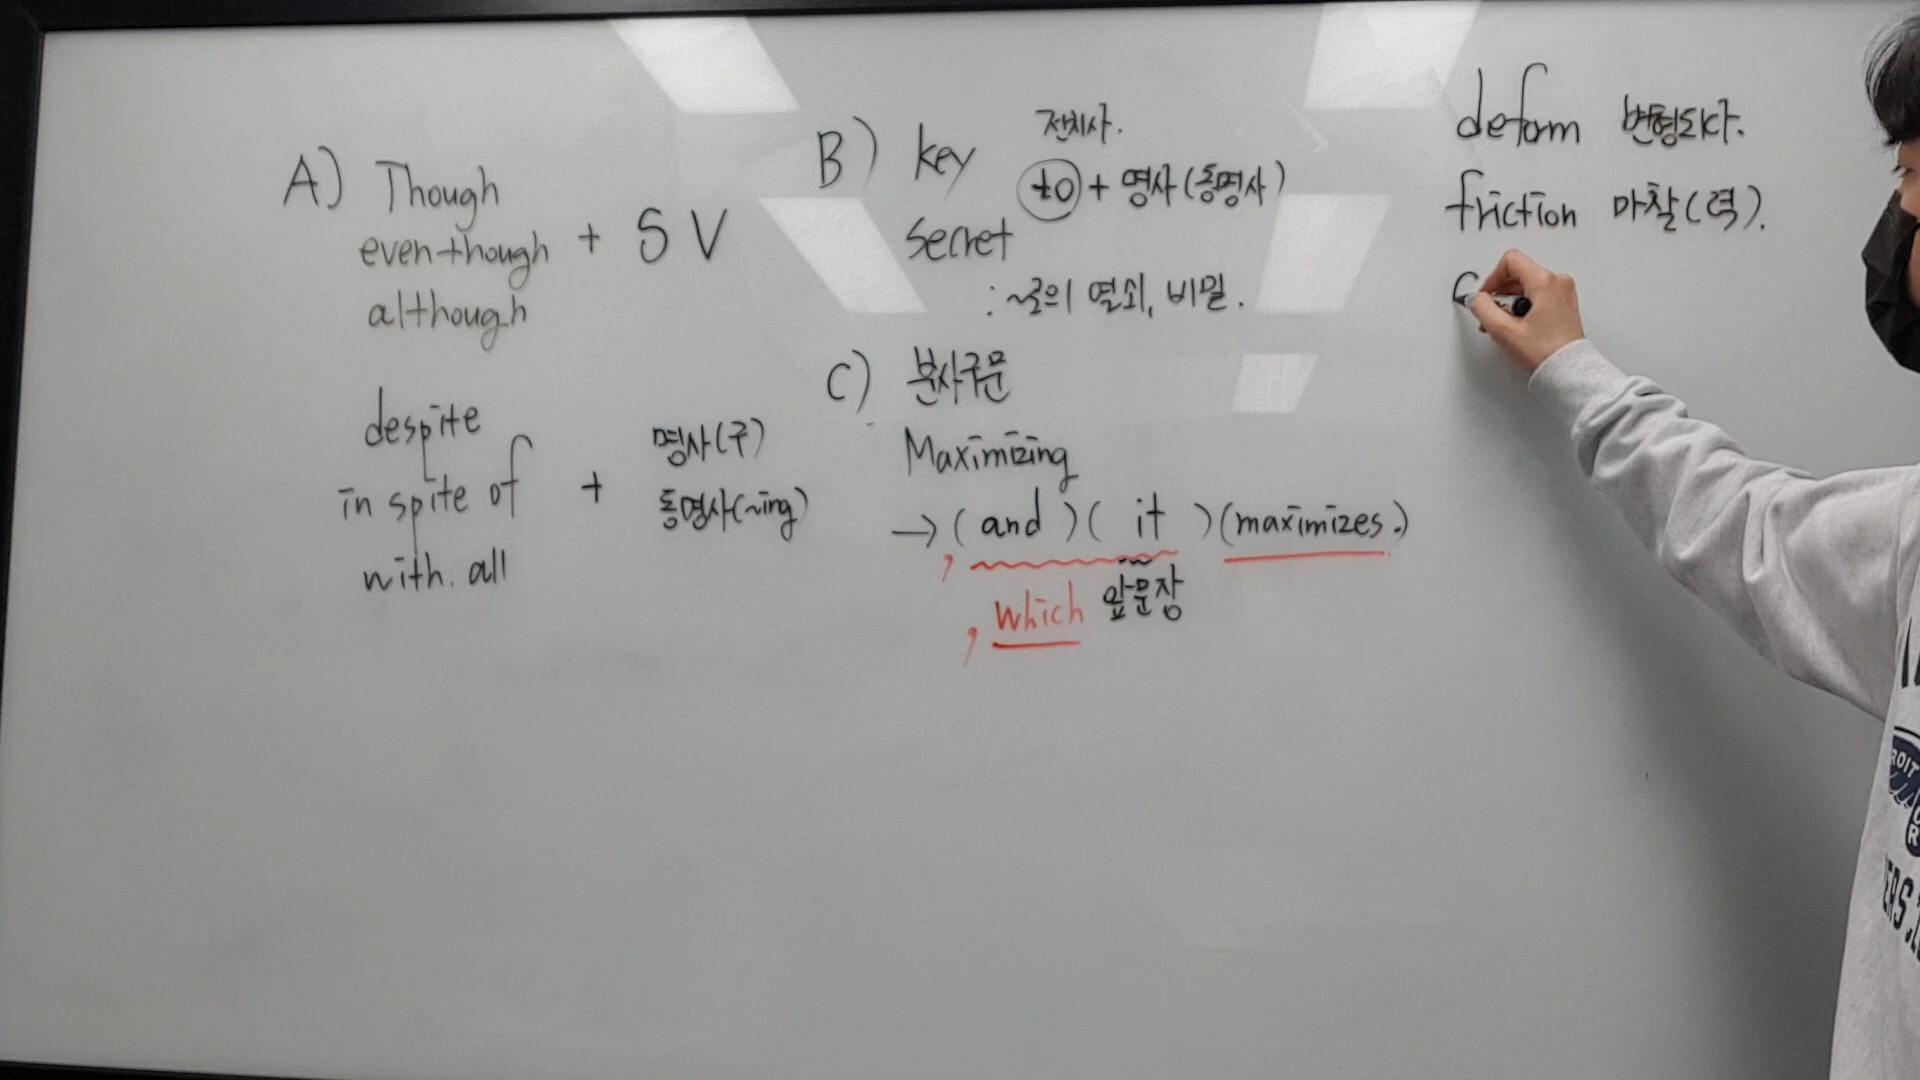 A) Though
even though + S V
although
despite
in spite of + 명사(구)
동명사(~ing)
with. all
B) key
전치사.
to + 명사(동명사)
Secret
: ~로의 열쇠, 비밀.
C) 분사구문
Maximizing
→ ( and ) ( it ) (maximizes.)
,
, which 앞문장
deform 변형되다.
friction 마찰(력).
C
ROIT